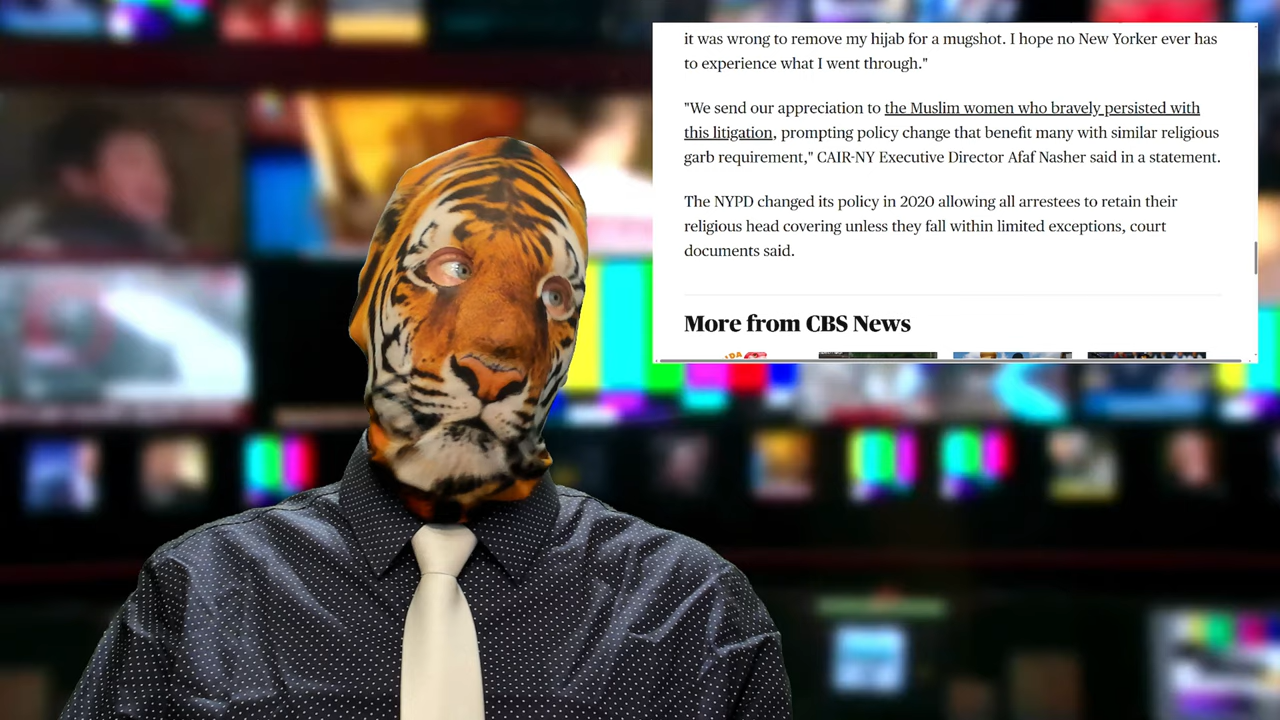 it was wrong to remove my hijab for a mugshot. I hope no New Yorker ever has
to experience what I went through."
"We send our appreciation to the Muslim women who bravely persisted with
this litigation, prompting policy change that benefit many with similar religious
garb requirement," CAIR-NY Executive Director Afaf Nasher said in a statement.
The NYPD changed its policy in 2020 allowing all arrestees to retain their
religious head covering unless they fall within limited exceptions, court
documents said.
More from CBS News